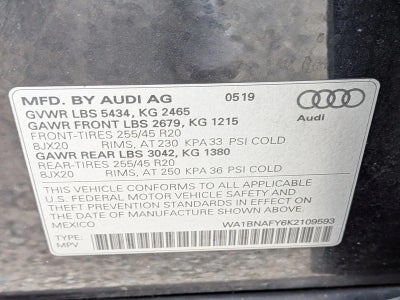 MFD. BY AUDI AG 0519
GVWR LBS 5434, KG 2465
GAWR FRONT LBS 2679, KG 1215
FRONT-TIRES 255/45 R20
8JX20 RIMS, AT 230 KPA 33 PSI COLD
GAWR REAR LBS 3042, KG 1380
REAR-TIRES 255/45 R20
8JX20 RIMS, AT 250 KPA 36 PSI COLD
THIS VEHICLE CONFORMS TO ALL APPLICABLE
U.S. FEDERAL MOTOR VEHICLE SAFETY AND
THEFT PREVENTION STANDARDS IN EFFECT ON
THE DATE OF MANUFACTURE SHOWN ABOVE.
MEXICO WA1BNAFY6K2109593
TYPE:
MPV
Audi